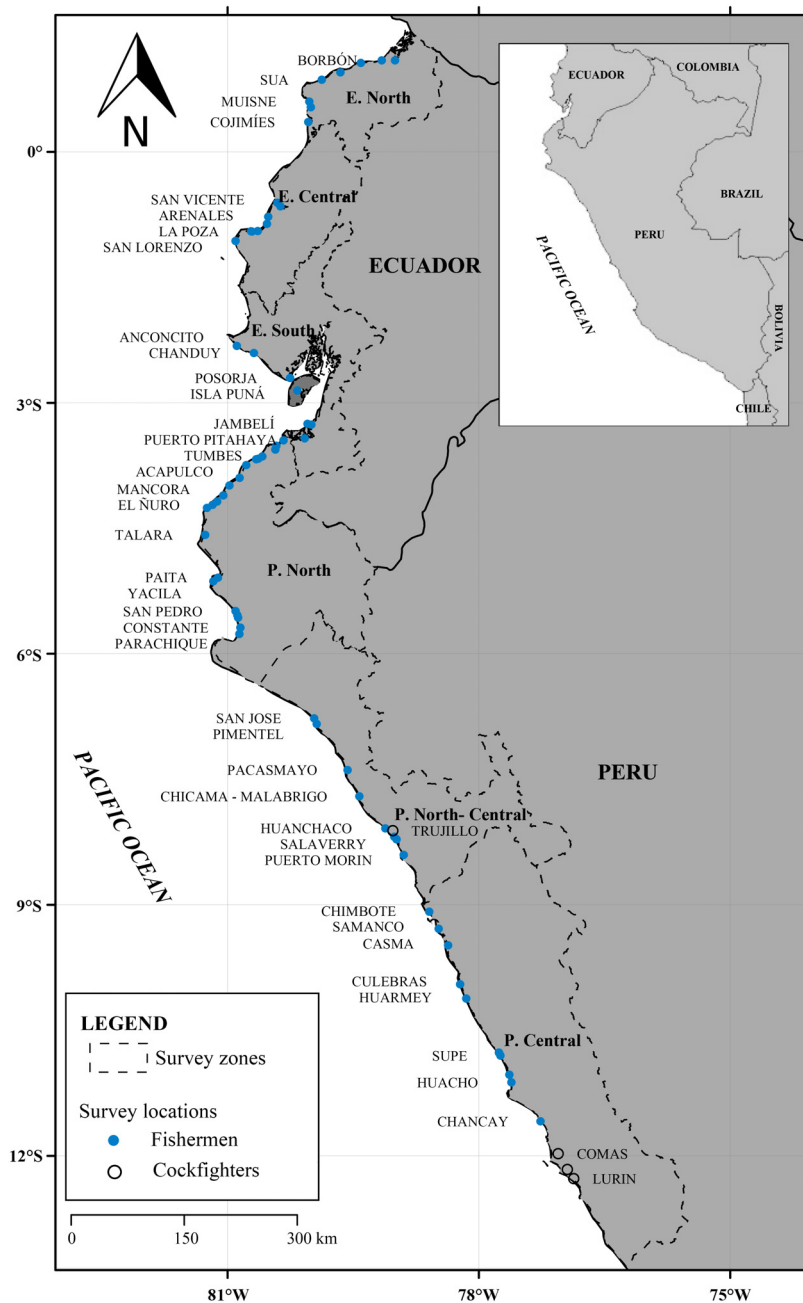 BORBÓN
SUA
E. North
MUISNE
COJIMÍES
N
0°
SAN VICENTE
E. Central
ARENALES
LA POZA
SAN LORENZO
ECUADOR
E. South
ANCONCITO
CHANDUY
POSORJA
ISLA PUNÁ
3°S
JAMBELÍ
PUERTO PITAHAYA
TUMBES
ACAPULCO
MANCORA
EL ÑURO
TALARA
P. North
PAITA
YACILA
SAN PEDRO
CONSTANTE
PARACHIQUE
6°S
SAN JOSE
PIMENTEL
PACIFIC OCEAN
PERU
PACASMAYO
CHICAMA - MALABRIGO
P. North- Central
HUANCHACO
TRUJILLO
SALAVERRY
PUERTO MORIN
9°S
CHIMBOTE
SAMANCO
CASMA
CULEBRAS
HUARMEY
P. Central
SUPE
HUACHO
CHANCAY
12°S
COMAS
LURIN
ECUADOR
COLOMBIA
BRAZIL
PERU
PACIFIC OCEAN
BOLIVIA
CHILE
LEGEND
Survey zones
Survey locations
Fishermen
Cockfighters
0 150 300 km
81°W 78°W 75°W